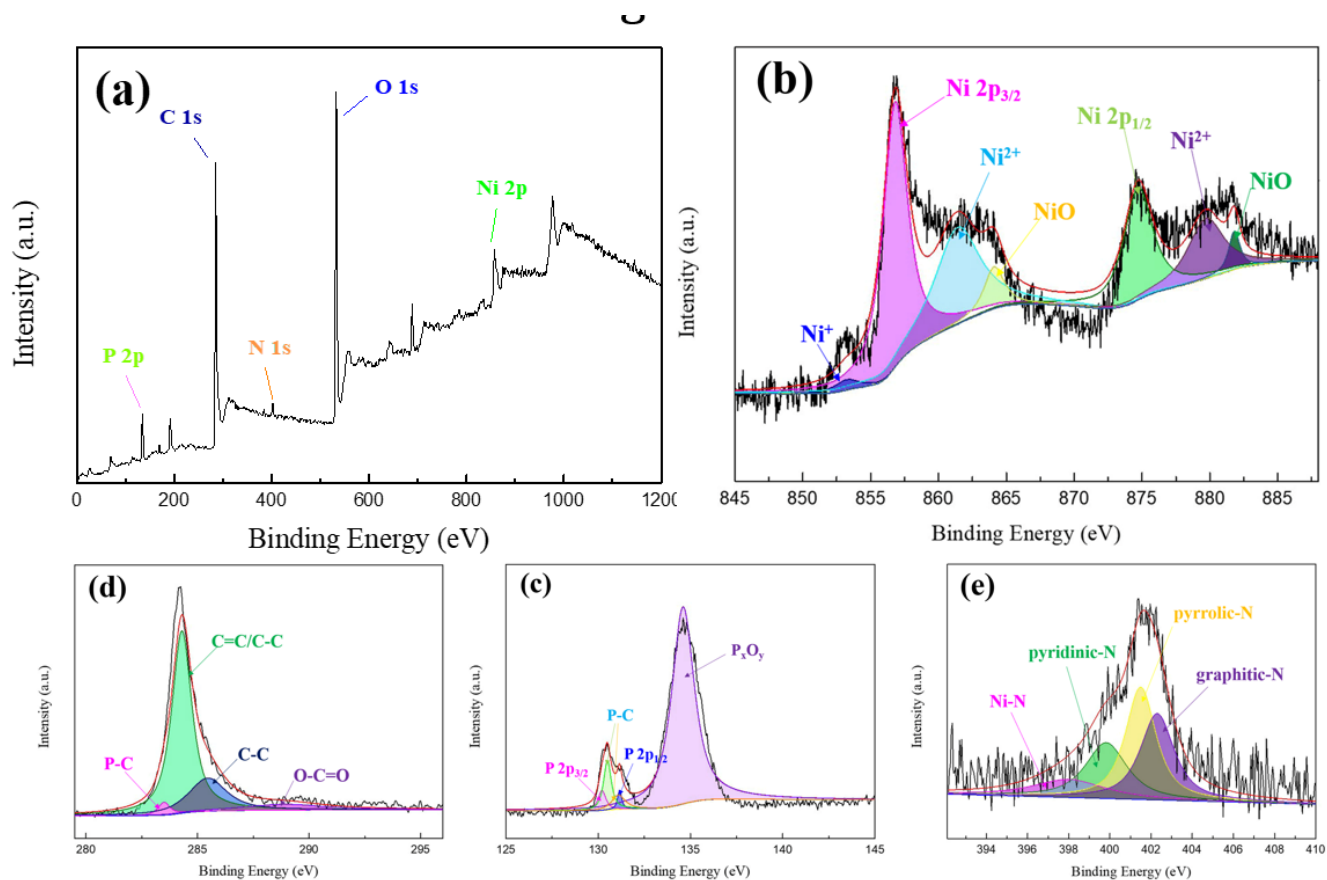 g
(a)
O 1s
C 1s
Ni 2p
N 1s
P 2p
Intensity (a.u.)
0 200 400 600 800 1000 1200
Binding Energy (eV)
(b)
Ni 2p3/2
Ni 2p1/2
Ni2+
Ni2+
NiO
NiO
Ni+
Intensity (a.u.)
845 850 855 860 865 870 875 880 885
Binding Energy (eV)
(d)
C=C/C-C
P-C
C-C
O-C=O
Intensity (a.u.)
280 285 290 295
Binding Energy (eV)
(c)
PxOy
P-C
P 2p3/2
P 2p1/2
Intensity (a.u.)
125 130 135 140 145
Binding Energy (eV)
(e)
pyrrolic-N
pyridinic-N
graphitic-N
Ni-N
Intensity (a.u.)
394 396 398 400 402 404 406 408 410
Binding Energy (eV)